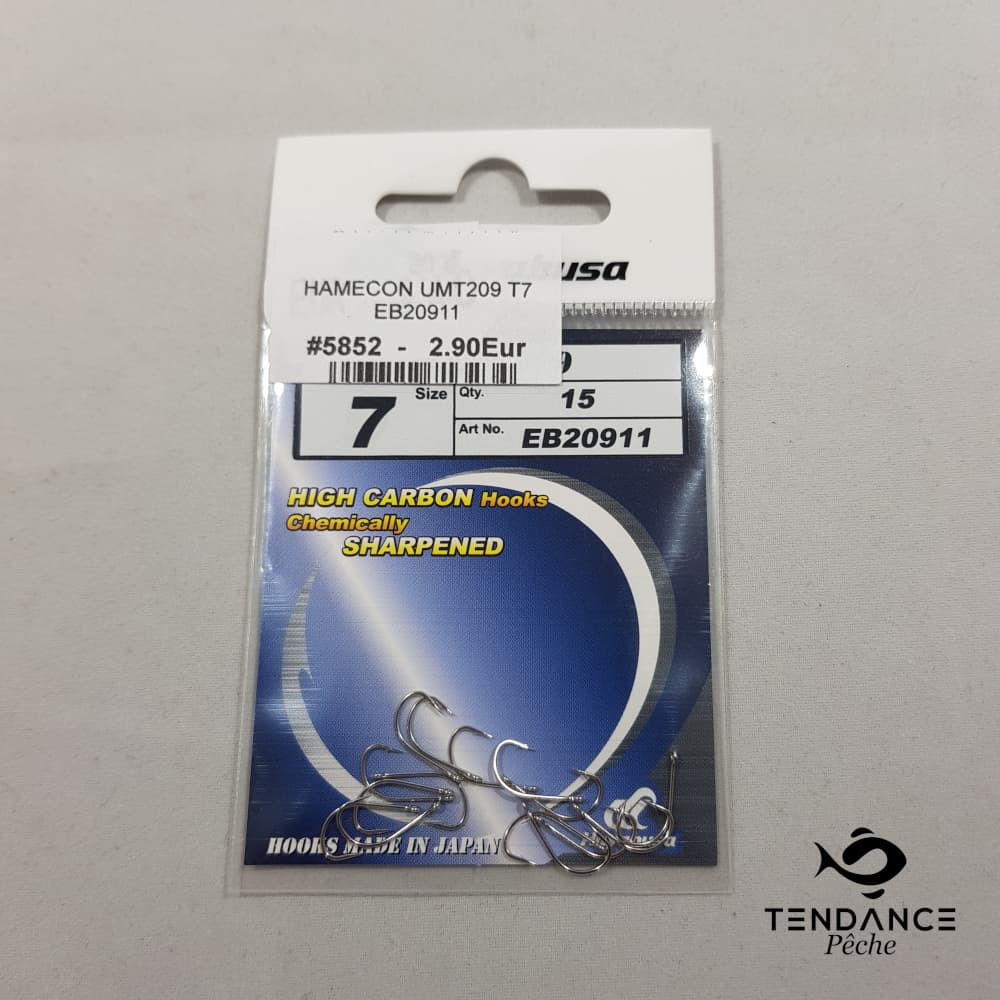 usa
HAMECON UMT209 T7
EB20911
#5852 - 2.90Eur
9
7 Size
Qty. 15
Art No. EB20911
HIGH CARBON Hooks
Chemically
SHARPENED
HOOKS MADE IN JAPAN
TENDANCE
Pêche